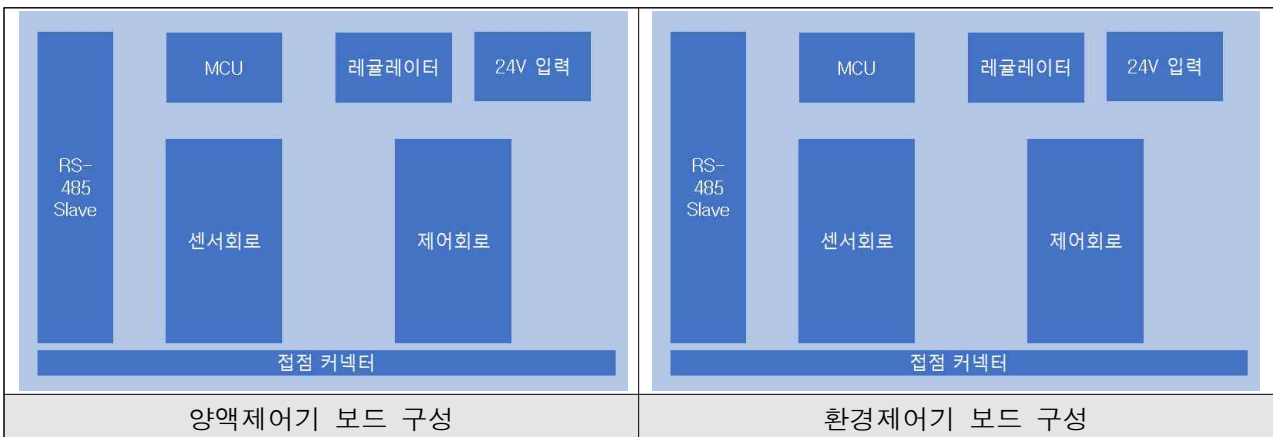 MCU
레귤레이터
24V 입력
RS-
485
Slave
센서회로
제어회로
접점 커넥터
양액제어기 보드 구성
MCU
레귤레이터
24V 입력
RS-
485
Slave
센서회로
제어회로
접점 커넥터
환경제어기 보드 구성